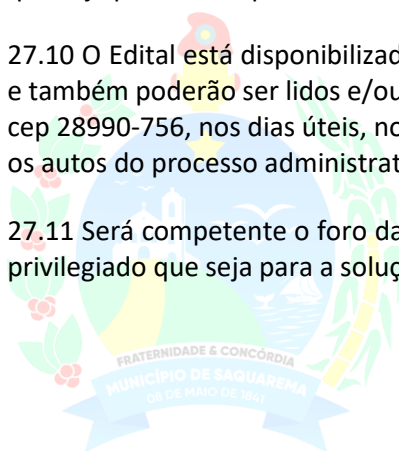 27.10 O Edital está disponibilizad
e também poderão ser lidos e/ou
cep 28990-756, nos dias úteis, no
os autos do processo administrat
27.11 Será competente o foro da
privilegiado que seja para a soluç
FRATERNIDADE & CONCÓRDIA
MUNICÍPIO DE SAQUAREMA
08 DE MAIO DE 1841